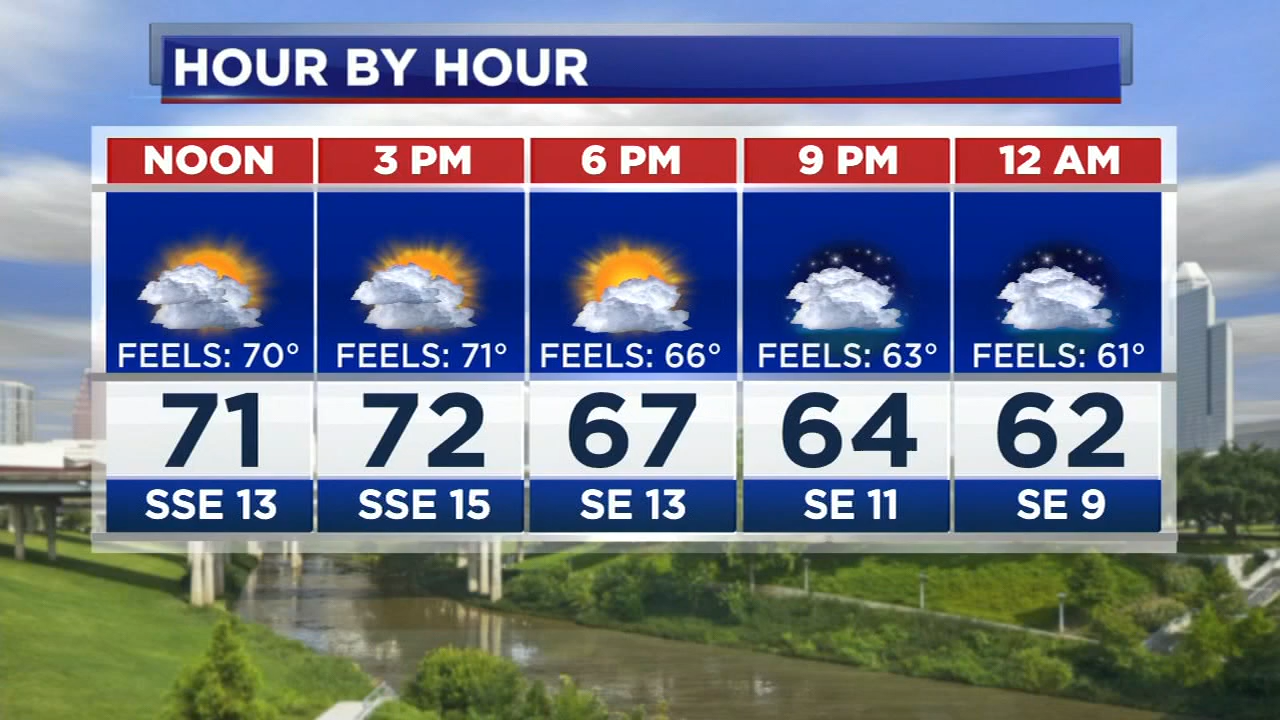 HOUR BY HOUR
NOON 3 PM 6 PM 9 PM 12 AM
FEELS: 70° FEELS: 71° FEELS: 66° FEELS: 63° FEELS: 61°
71 72 67 64 62
SSE 13 SSE 15 SE 13 SE 11 SE 9